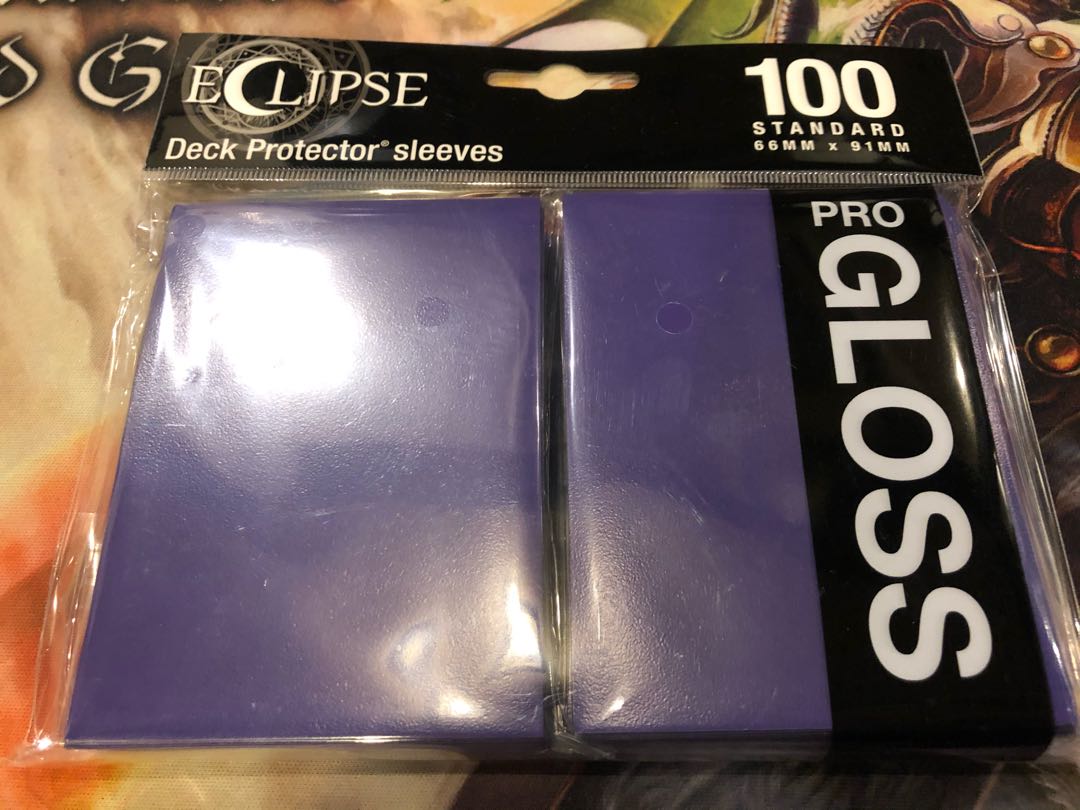 ECLIPSE
Deck Protector® sleeves
100
STANDARD
66MM x 91MM
PRO
GLOSS
G